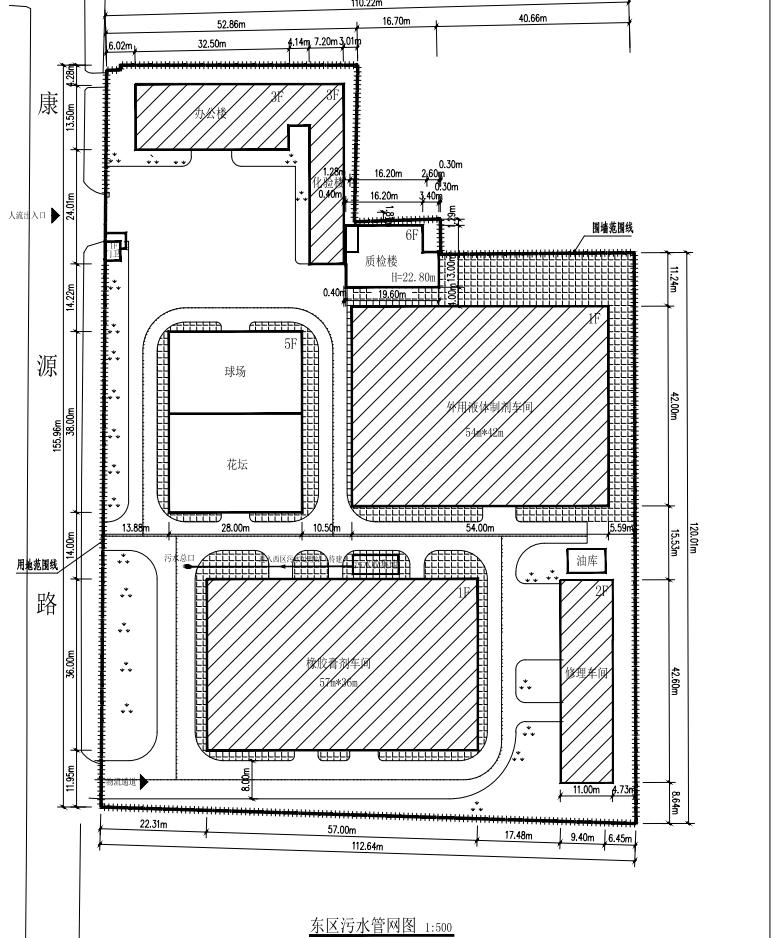 110.22m
52.86m
16.70m
40.66m
6.02m
32.50m
4.14m
7.20m
3.01m
4.28m
康
13.50m
3F
3F
办公楼
0.30m
1.28m
16.20m
2.60m
化验楼
0.30m
0.40m
16.20m
3.40m
24.01m
人流出入口
6F
围墙范围线
质检楼
13.00m
11.24m
H=22.80m
14.22m
0.40m
19.60m
4.00m
1F
5F
源
球场
外用液体制剂车间
42.00m
54m*42m
38.00m
155.96m
花坛
13.88m
28.00m
10.50m
54.00m
5.59m
120.01m
14.00m
15.53m
用地范围线
污水总口
油库
路
1F
2F
36.00m
橡胶膏剂车间
57m*36m
修理车间
42.60m
11.95m
物流通道
8.00m
11.00m
4.73m
8.64m
22.31m
57.00m
17.48m
9.40m
6.45m
112.64m
东区污水管网图 1:500